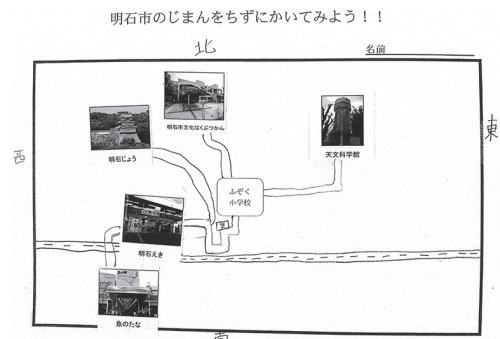 明石市のじまんをちずにかいてみよう！！
北
名前
明石市文化はくぶつかん
天文科学館
明石じょう
東
西
ふぞく
小学校
明石えき
魚のたな
南